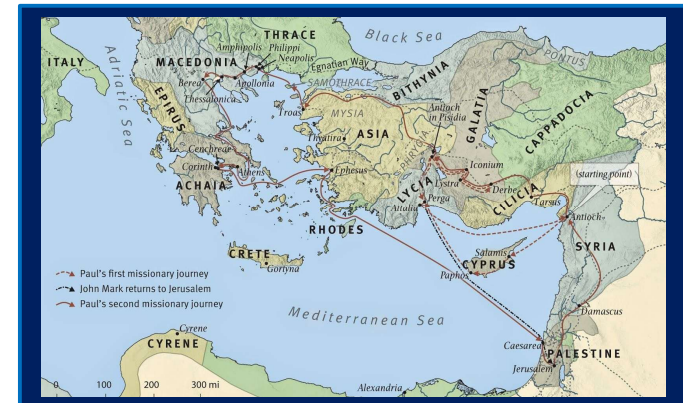 Black Sea
THRACE
ITALY
Adriatic Sea
MACEDONIA
Amphipolis
Philippi
Neapolis
Egnatian Way
Berea
Apollonia
SAMOTHRACE
Thessalonica
EPIRUS
BITHYNIA
PONTUS
GALATIA
CAPPADOCIA
Troas
MYSIA
Antioch
in Pisidia
ASIA
Thyatira
PHRYGIA
Cenchreae
Corinth
Athens
ACHAIA
Ephesus
Iconium
Lystra
Derbe
(starting point)
LYCIA
CILICIA
Tarsus
Attalia
Perga
Antioch
RHODES
SYRIA
CRETE
Gortyna
Salamis
CYPRUS
Paphos
Paul's first missionary journey
John Mark returns to Jerusalem
Paul's second missionary journey
Damascus
Mediterranean Sea
Cyrene
CYRENE
Caesarea
PALESTINE
Jerusalem
0 100 200 300 mi
Alexandria